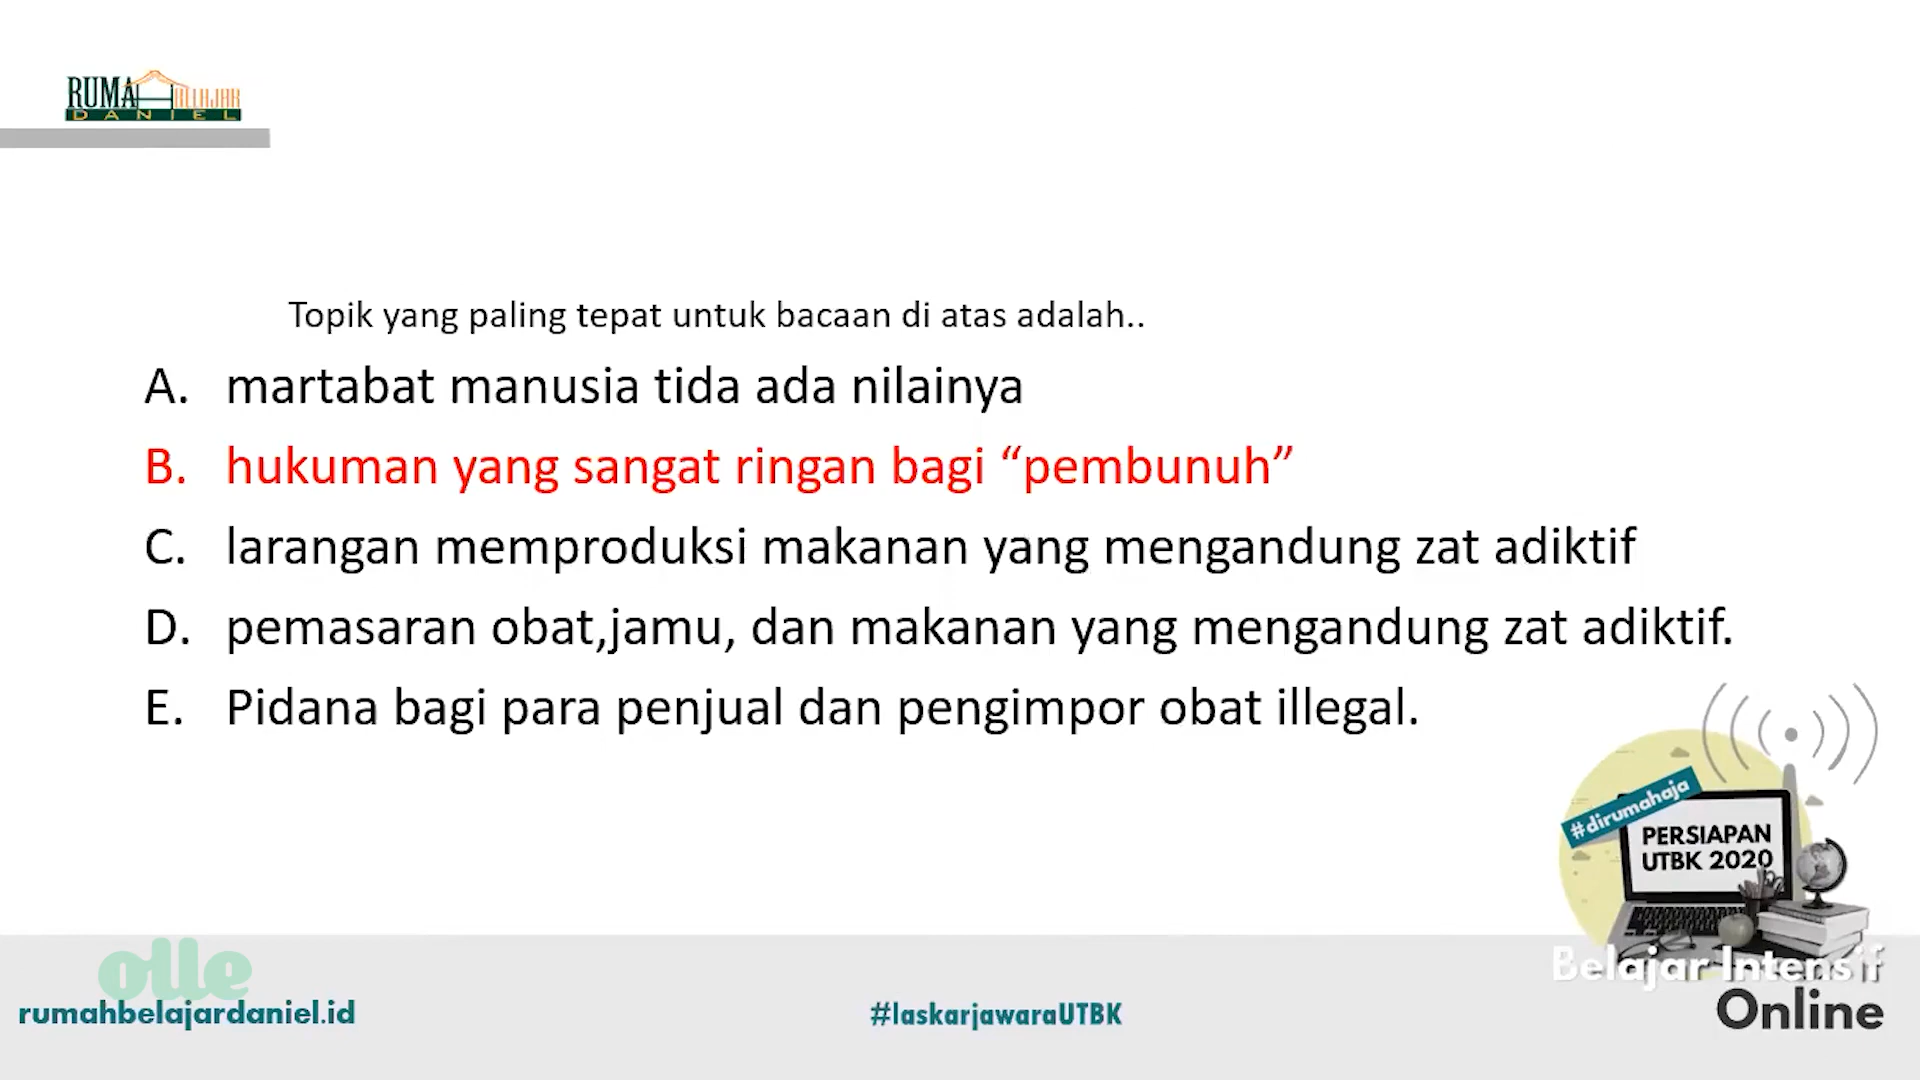 RUMA BELAJAR
DANIEL
Topik yang paling tepat untuk bacaan di atas adalah..
A. martabat manusia tida ada nilainya
B. hukuman yang sangat ringan bagi “pembunuh”
C. larangan memproduksi makanan yang mengandung zat adiktif
D. pemasaran obat,jamu, dan makanan yang mengandung zat adiktif.
E. Pidana bagi para penjual dan pengimpor obat illegal.
#dirumahaja
PERSIAPAN
UTBK 2020
Belajar Intensif
Online
olle
rumahbelajardaniel.id
#laskarjawaraUTBK